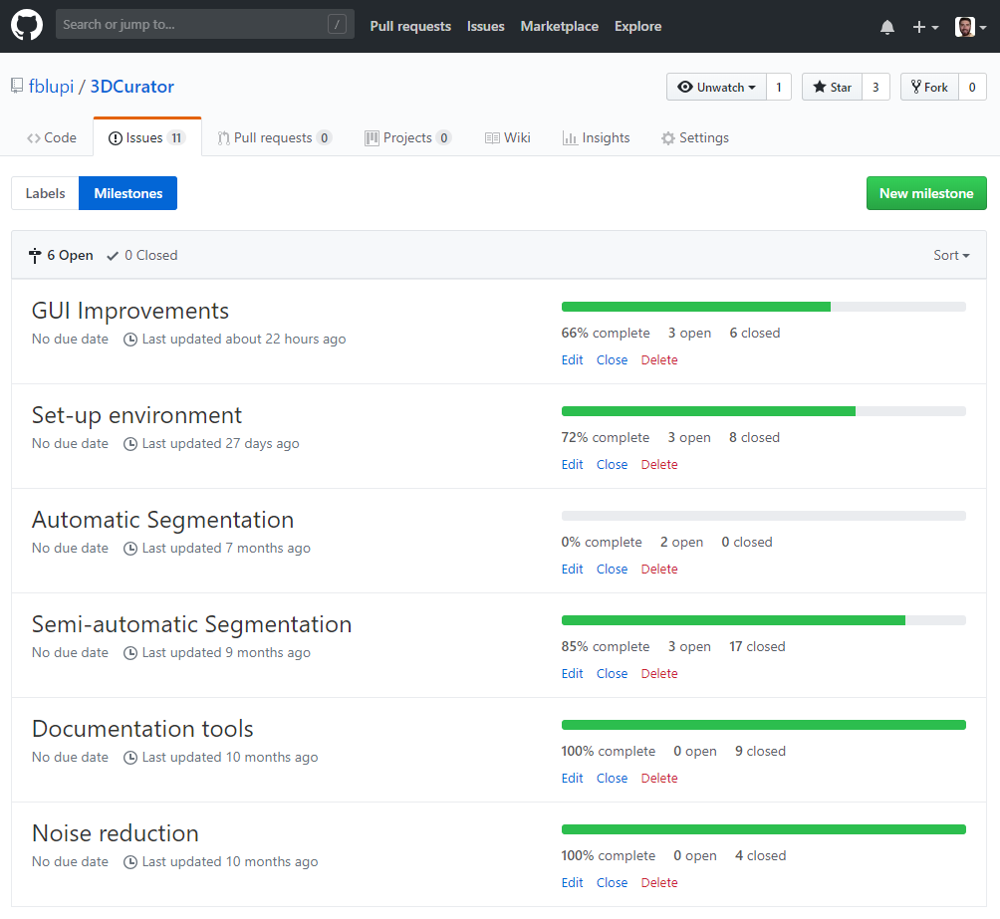 Search or jump to... /
Pull requests Issues Marketplace Explore
fblupi / 3DCurator
Unwatch 1 Star 3 Fork 0
Code Issues 11 Pull requests 0 Projects 0 Wiki Insights Settings
Labels Milestones New milestone
6 Open 0 Closed Sort
GUI Improvements
No due date Last updated about 22 hours ago
66% complete 3 open 6 closed
Edit Close Delete
Set-up environment
No due date Last updated 27 days ago
72% complete 3 open 8 closed
Edit Close Delete
Automatic Segmentation
No due date Last updated 7 months ago
0% complete 2 open 0 closed
Edit Close Delete
Semi-automatic Segmentation
No due date Last updated 9 months ago
85% complete 3 open 17 closed
Edit Close Delete
Documentation tools
No due date Last updated 10 months ago
100% complete 0 open 9 closed
Edit Close Delete
Noise reduction
No due date Last updated 10 months ago
100% complete 0 open 4 closed
Edit Close Delete